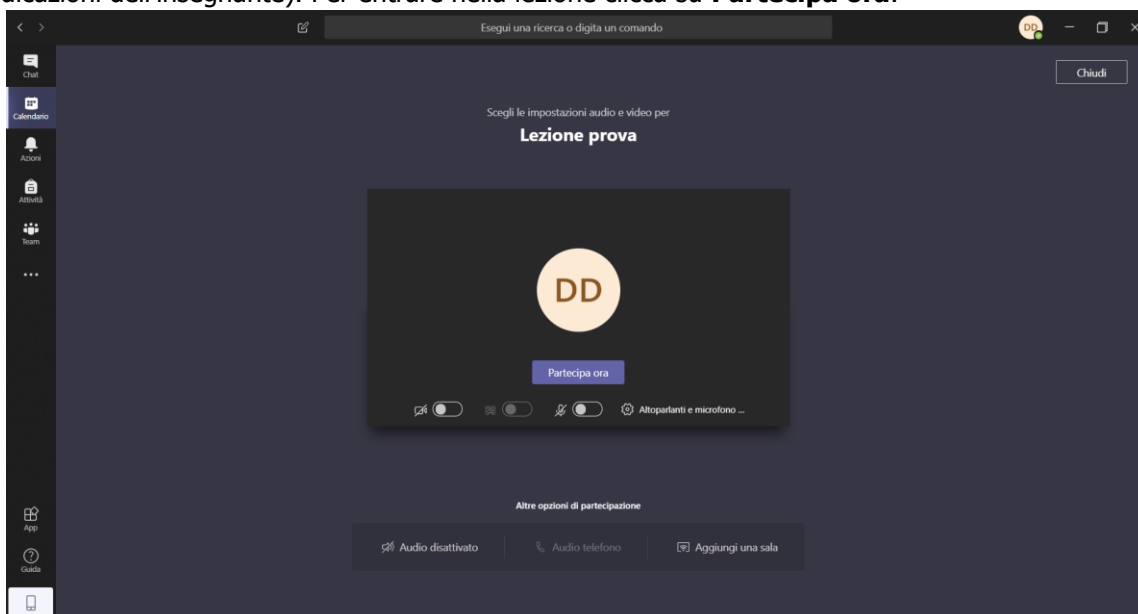 dell'insegnante). Per entrare nella lezione clicca su Partecipa ora.
Esegui una ricerca o digita un comando
DD
Chat
Chiudi
Calendario
Scegli le impostazioni audio e video per
Lezione prova
Azioni
Attività
Team
DD
Partecipa ora
Altoparlanti e microfono ...
Altre opzioni di partecipazione
App
Audio disattivato
Audio telefono
Aggiungi una sala
Guida